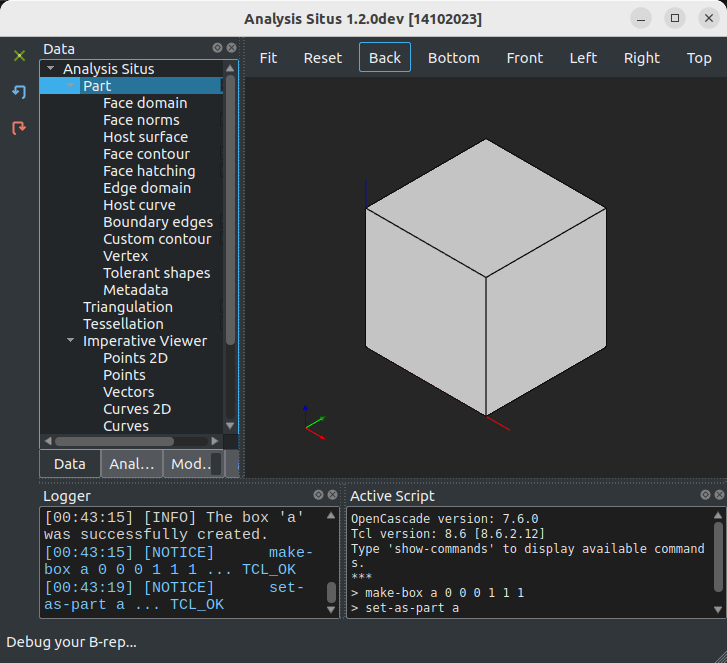 Analysis Situs 1.2.0dev [14102023]
Data
Analysis Situs
Part
Face domain
Face norms
Host surface
Face contour
Face hatching
Edge domain
Host curve
Boundary edges
Custom contour
Vertex
Tolerant shapes
Metadata
Triangulation
Tessellation
Imperative Viewer
Points 2D
Points
Vectors
Curves 2D
Curves
Data Anal... Mod..
Fit Reset Back Bottom Front Left Right Top
Logger
[00:43:15] [INFO] The box 'a'
was successfully created.
[00:43:15] [NOTICE] make-
box a 0 0 0 1 1 1 ... TCL_OK
[00:43:19] [NOTICE] set-
as-part a ... TCL_OK
Active Script
OpenCascade version: 7.6.0
Tcl version: 8.6 [8.6.2.12]
Type 'show-commands' to display available command
s.
***
> make-box a 0 0 0 1 1 1
> set-as-part a
Debug your B-rep...